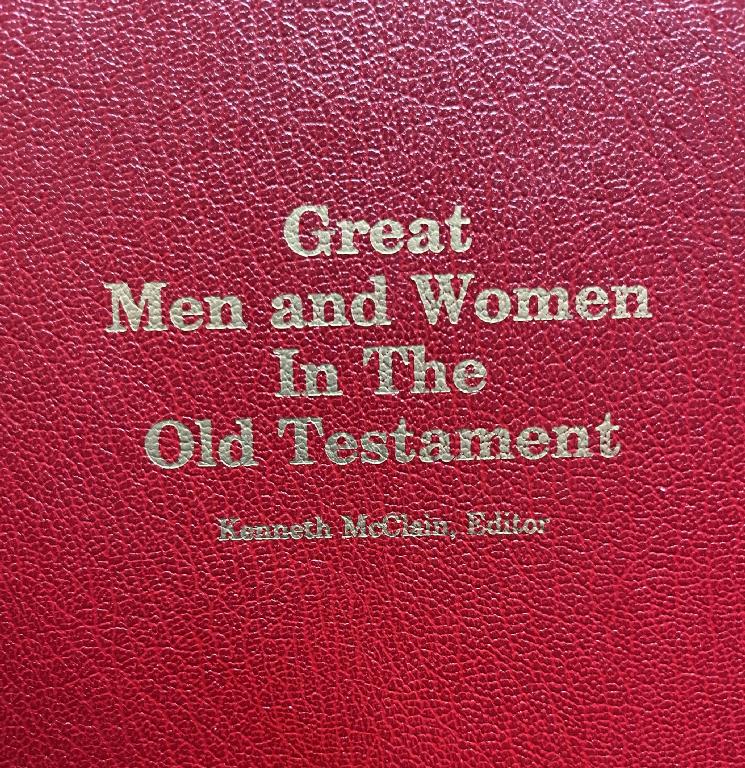 Great
Men and Women
In The
Old Testament
Kenneth McClain, Editor